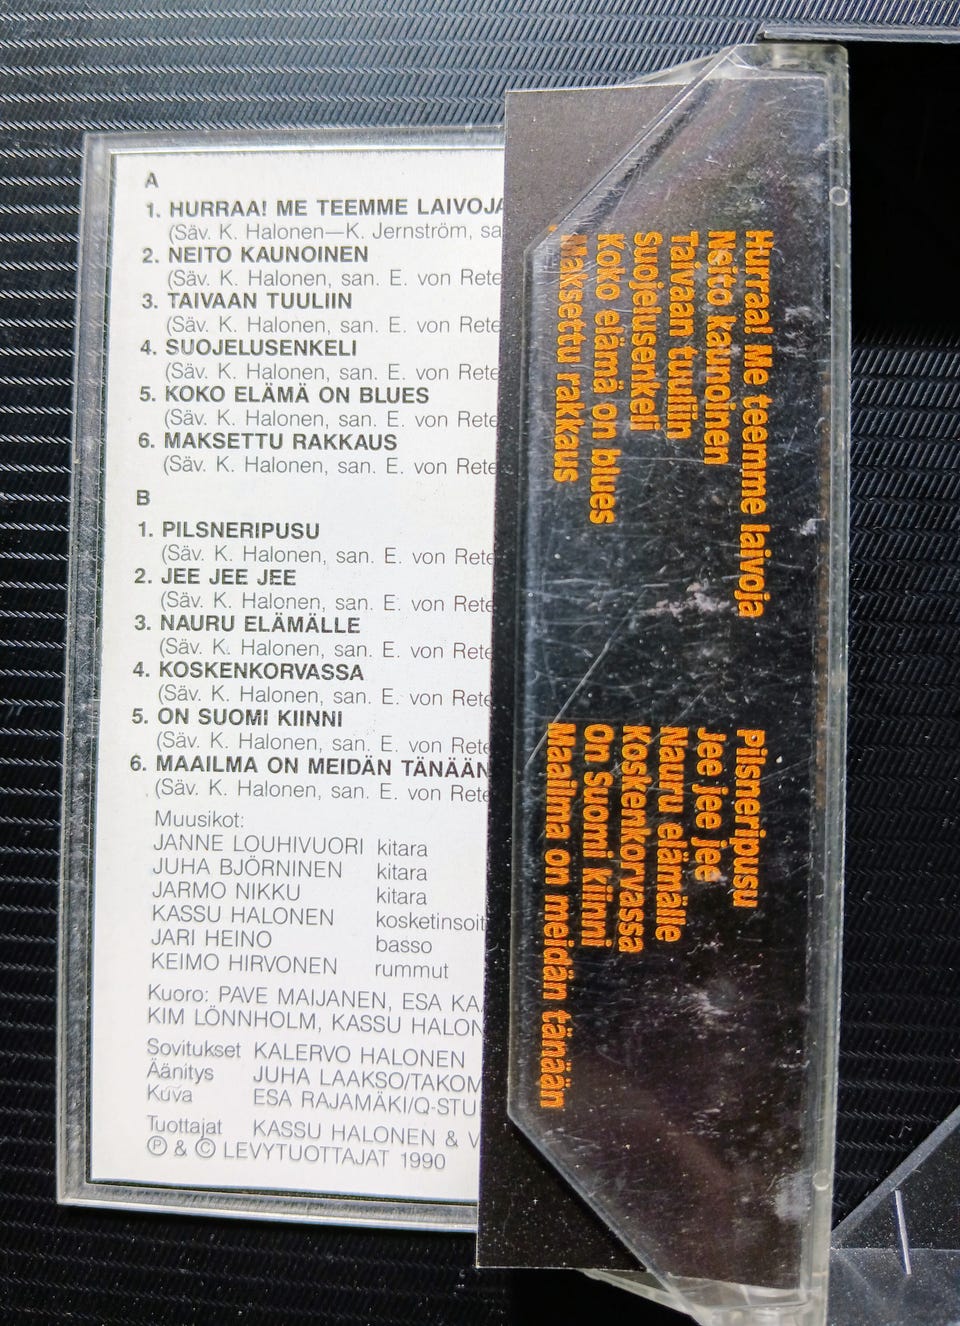 A
1. HURRAA! ME TEEMME LAIVOJA
(Säv. K. Halonen—K. Jernström, sa
2. NEITO KAUNOINEN
(Säv. K. Halonen, san. E. von Rete
3. TAIVAAN TUULIIN
(Säv. K. Halonen, san. E. von Rete
4. SUOJELUSENKELI
(Säv. K. Halonen, san. E. von Rete
5. KOKO ELÄMÄ ON BLUES
(Säv. K. Halonen, san. E. von Rete
6. MAKSETTU RAKKAUS
(Säv. K. Halonen, san. E. von Rete
B
1. PILSNERIPUSU
(Säv. K. Halonen, san. E. von Rete
2. JEE JEE JEE
(Säv. K. Halonen, san. E. von Rete
3. NAURU ELÄMÄLLE
(Säv. K. Halonen, san. E. von Rete
4. KOSKENKORVASSA
(Säv. K. Halonen, san. E. von Rete
5. ON SUOMI KIINNI
(Säv. K. Halonen, san. E. von Rete
6. MAAILMA ON MEIDÄN TÄNÄÄN
(Säv. K. Halonen, san. E. von Rete
Muusikot:
JANNE LOUHIVUORI kitara
JUHA BJÖRNINEN kitara
JARMO NIKKU kitara
KASSU HALONEN kosketinsoit
JARI HEINO basso
KEIMO HIRVONEN rummut
Kuoro: PAVE MAIJANEN, ESA KA
KIM LÖNNHOLM, KASSU HALON
Sovitukset KALERVO HALONEN
Äänitys JUHA LAAKSO/TAKOM
Kuva ESA RAJAMÄKI/Q-STU
Tuottajat KASSU HALONEN & V
Ⓟ & © LEVYTUOTTAJAT 1990
Hurraa! Me teemme laivoja
Neito kaunoinen
Taivaan tuuliin
Suojelusenkeli
Koko elämä on blues
Maksettu rakkaus
Pilsneripusu
Jee jee jee
Nauru elämälle
Koskenkorvassa
On Suomi kiinni
Maailma on meidän tänään